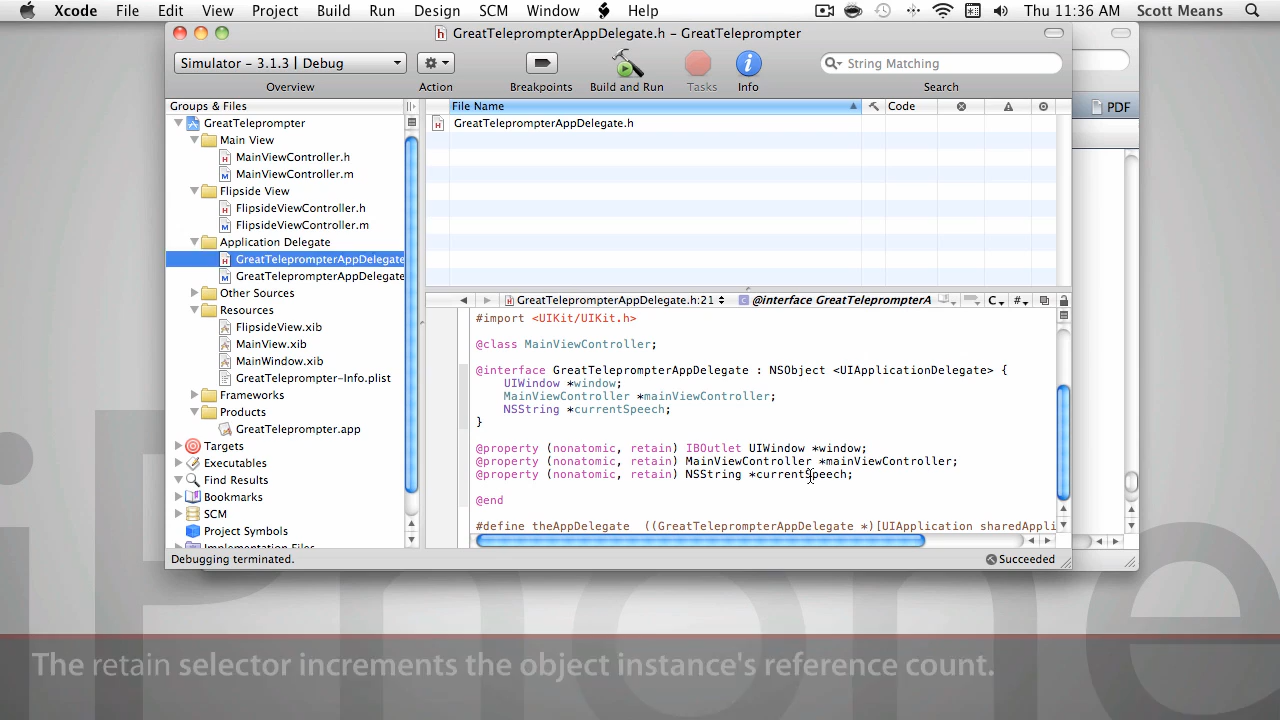 Xcode File Edit View Project Build Run Design SCM Window Help Thu 11:36 AM Scott Means
GreatTeleprompterAppDelegate.h – GreatTeleprompter
Simulator – 3.1.3 | Debug
String Matching
Overview Action Breakpoints Build and Run Tasks Info Search
PDF
Groups & Files
File Name Code
GreatTeleprompterAppDelegate.h
GreatTeleprompter
Main View
MainViewController.h
MainViewController.m
Flipside View
FlipsideViewController.h
FlipsideViewController.m
Application Delegate
GreatTeleprompterAppDelegate
GreatTeleprompterAppDelegate
Other Sources
Resources
FlipsideView.xib
MainView.xib
MainWindow.xib
GreatTeleprompter-Info.plist
Frameworks
Products
GreatTeleprompter.app
Targets
Executables
Find Results
Bookmarks
SCM
Project Symbols
GreatTeleprompterAppDelegate.h:21 @interface GreatTeleprompterA C #
#import <UIKit/UIKit.h>
@class MainViewController;
@interface GreatTeleprompterAppDelegate : NSObject <UIApplicationDelegate> {
UIWindow *window;
MainViewController *mainViewController;
NSString *currentSpeech;
}
@property (nonatomic, retain) IBOutlet UIWindow *window;
@property (nonatomic, retain) MainViewController *mainViewController;
@property (nonatomic, retain) NSString *currentSpeech;
@end
#define theAppDelegate ((GreatTeleprompterAppDelegate *)[UIApplication sharedAppli
Debugging terminated. Succeeded
iPhone
The retain selector increments the object instance's reference count.